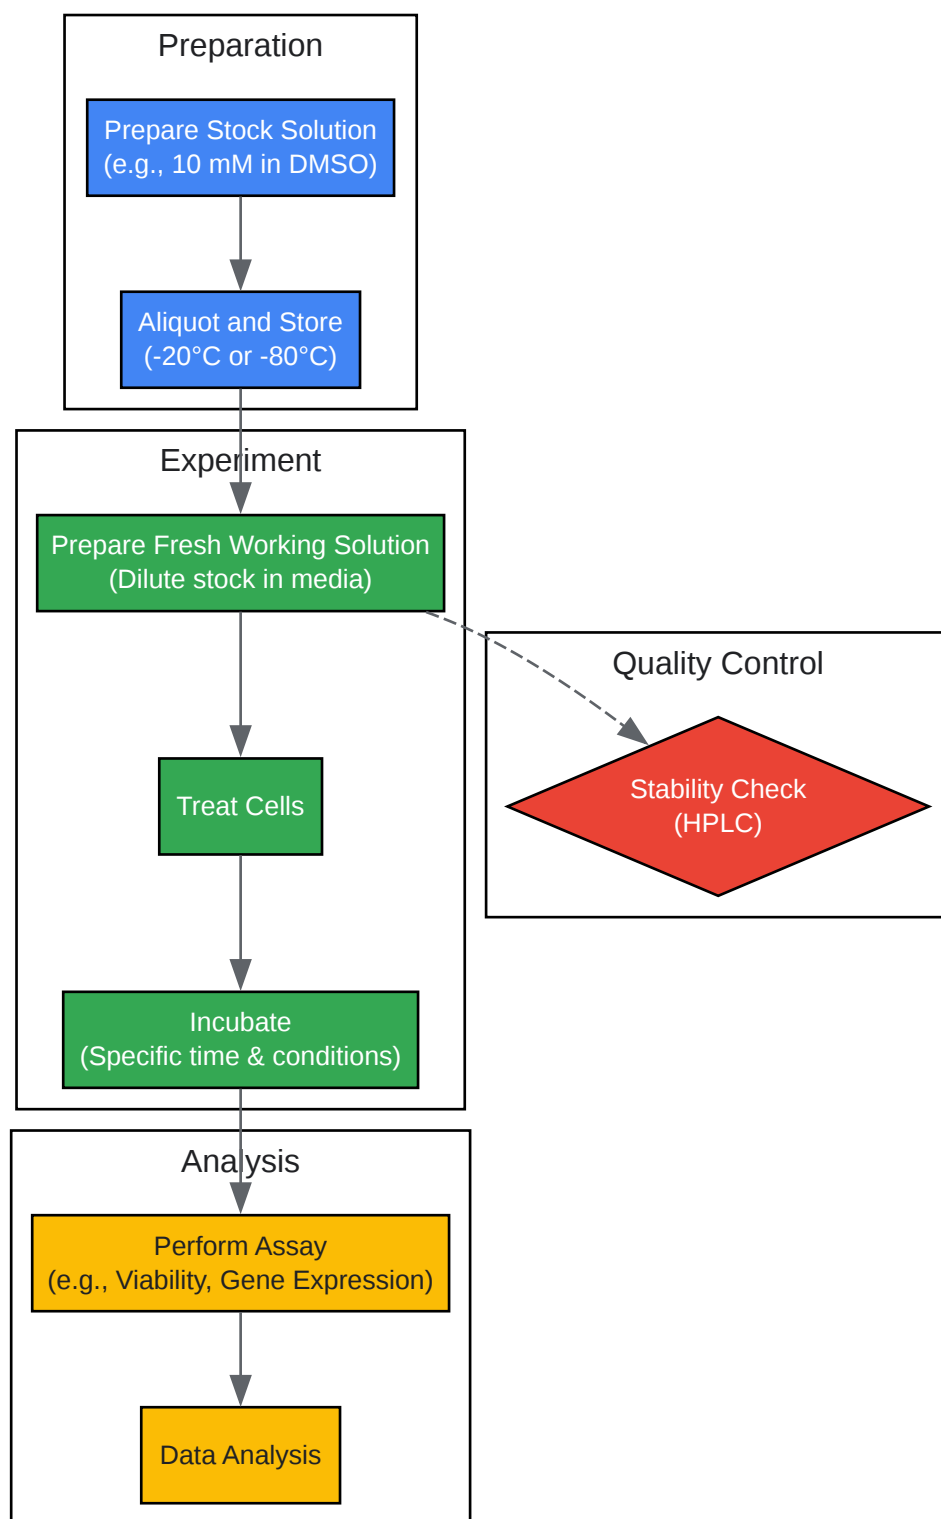 Preparation
Prepare Stock Solution
(e.g., 10 mM in DMSO)
Aliquot and Store
(-20°C or -80°C)
Experiment
Prepare Fresh Working Solution
(Dilute stock in media)
Quality Control
Stability Check
(HPLC)
Treat Cells
Incubate
(Specific time & conditions)
Analysis
Perform Assay
(e.g., Viability, Gene Expression)
Data Analysis